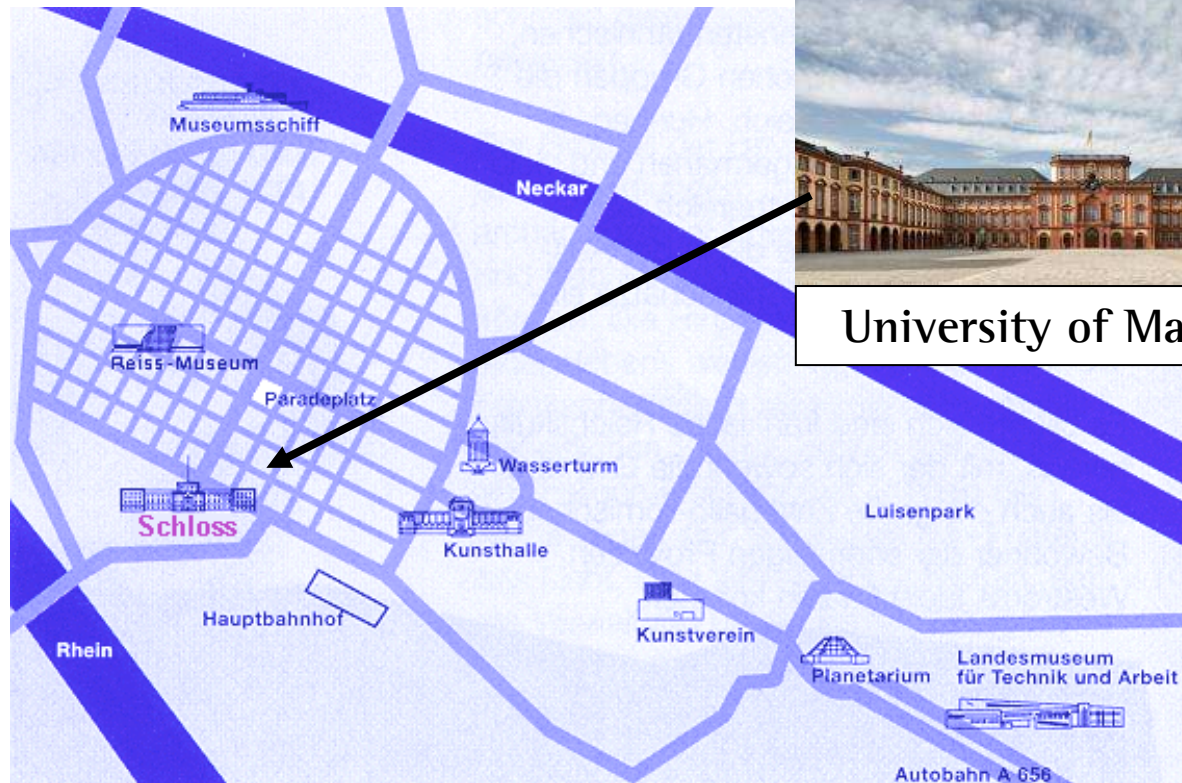 Museumsschiff
Neckar
University of Ma
Reiss-Museum
Paradeplatz
Wasserturm
Luisenpark
Schloss
Kunsthalle
Hauptbahnhof
Kunstverein
Rhein
Planetarium
Landesmuseum
für Technik und Arbeit
Autobahn A 656